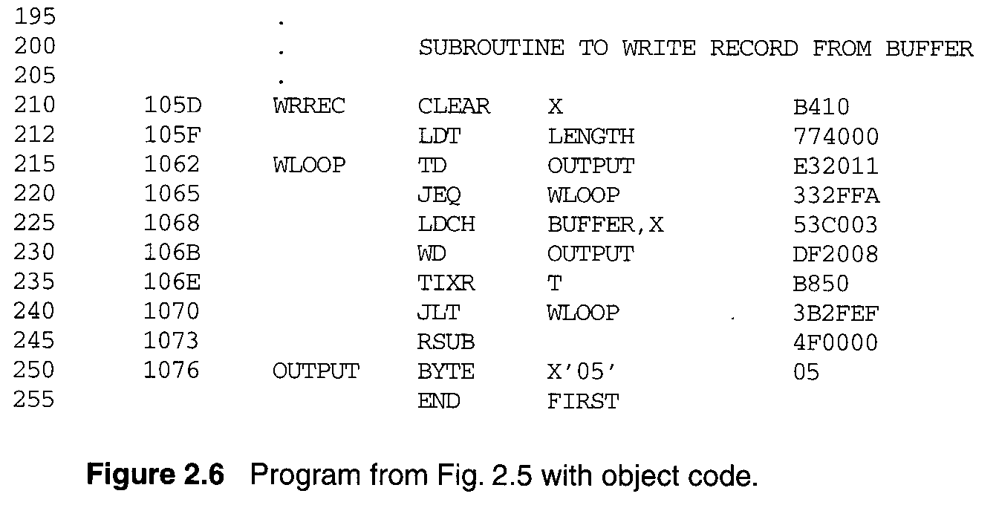 195 .
200 . SUBROUTINE TO WRITE RECORD FROM BUFFER
205 .
210 105D WRREC CLEAR X B410
212 105F LDT LENGTH 774000
215 1062 WLOOP TD OUTPUT E32011
220 1065 JEQ WLOOP 332FFA
225 1068 LDCH BUFFER,X 53C003
230 106B WD OUTPUT DF2008
235 106E TIXR T B850
240 1070 JLT WLOOP 3B2FEF
245 1073 RSUB 4F0000
250 1076 OUTPUT BYTE X'05' 05
255 END FIRST
Figure 2.6 Program from Fig. 2.5 with object code.